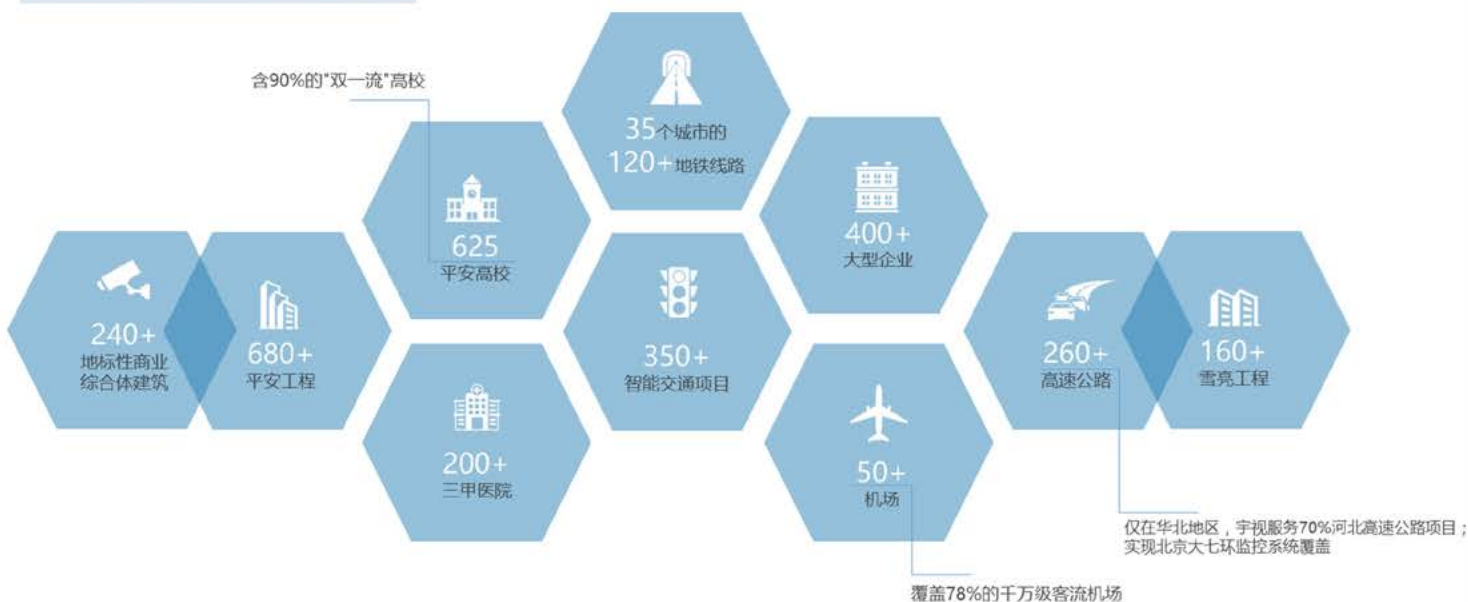 含90%的"双一流"高校
35个城市的
120+地铁线路
625
平安高校
400+
大型企业
240+
地标性商业
综合体建筑
680+
平安工程
350+
智能交通项目
260+
高速公路
160+
雪亮工程
200+
三甲医院
50+
机场
仅在华北地区，宇视服务70%河北高速公路项目；
实现北京大七环监控系统覆盖
覆盖78%的千万级客流机场